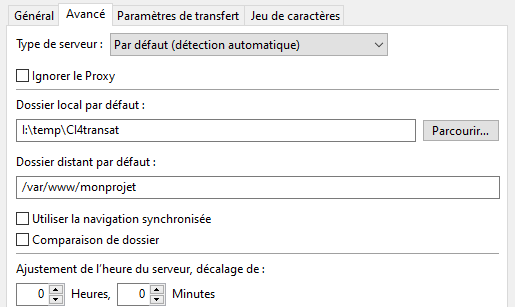 Général Avancé Paramètres de transfert Jeu de caractères
Type de serveur : Par défaut (détection automatique)
Ignorer le Proxy
Dossier local par défaut :
I:\temp\CI4transat Parcourir...
Dossier distant par défaut :
/var/www/monprojet
Utiliser la navigation synchronisée
Comparaison de dossier
Ajustement de l'heure du serveur, décalage de :
0 Heures, 0 Minutes